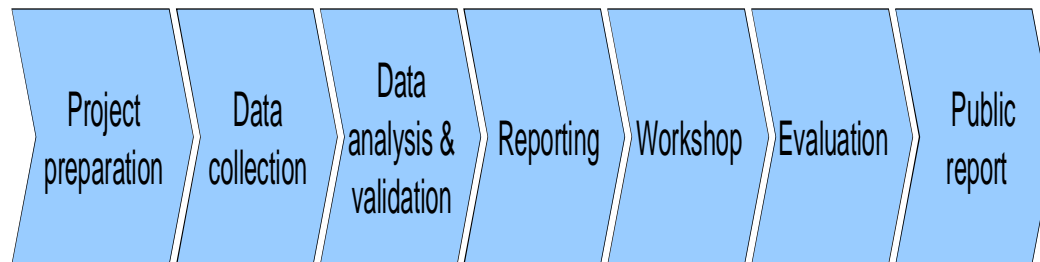 Project
preparation
Data
collection
Data
analysis &
validation
Reporting
Workshop
Evaluation
Public
report